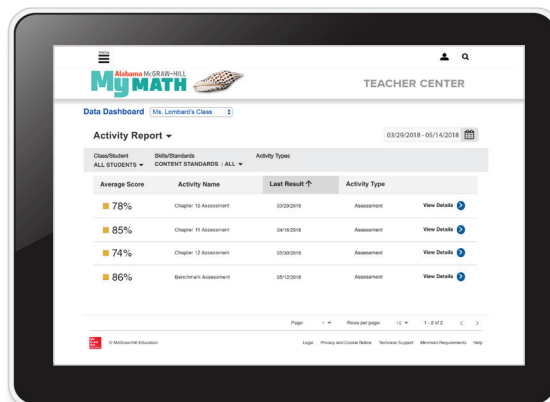 menu
Alabama McGRAW-HILL
My MATH
TEACHER CENTER
Data Dashboard Ms. Lombard's Class
Activity Report
03/29/2018 - 05/14/2018
Class/Student Skills/Standards Activity Types
ALL STUDENTS CONTENT STANDARDS : ALL
Average Score Activity Name Last Result ↑ Activity Type
78% Chapter 10 Assessment 03/29/2018 Assessment View Details
85% Chapter 11 Assessment 04/16/2018 Assessment View Details
74% Chapter 12 Assessment 05/30/2018 Assessment View Details
86% Benchmark Assessment 05/12/2018 Assessment View Details
Page: 1 Rows per page: 15 1 - 2 of 2 < >
© McGraw-Hill Education Legal Privacy and Cookie Notice Technical Support Minimum Requirements Help